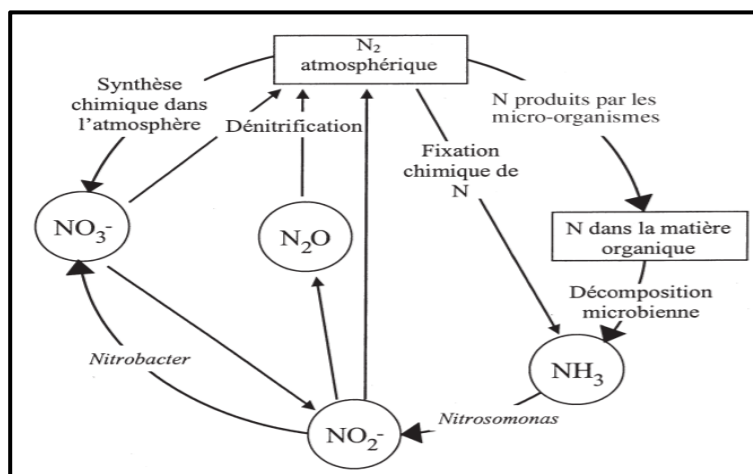 N₂
atmosphérique
Synthèse
chimique dans
l'atmosphère
Dénitrification
N produits par les
micro-organismes
Fixation
chimique de
N
NO₃⁻
N₂O
N dans la matière
organique
Décomposition
microbienne
Nitrobacter
NH₃
Nitrosomonas
NO₂⁻